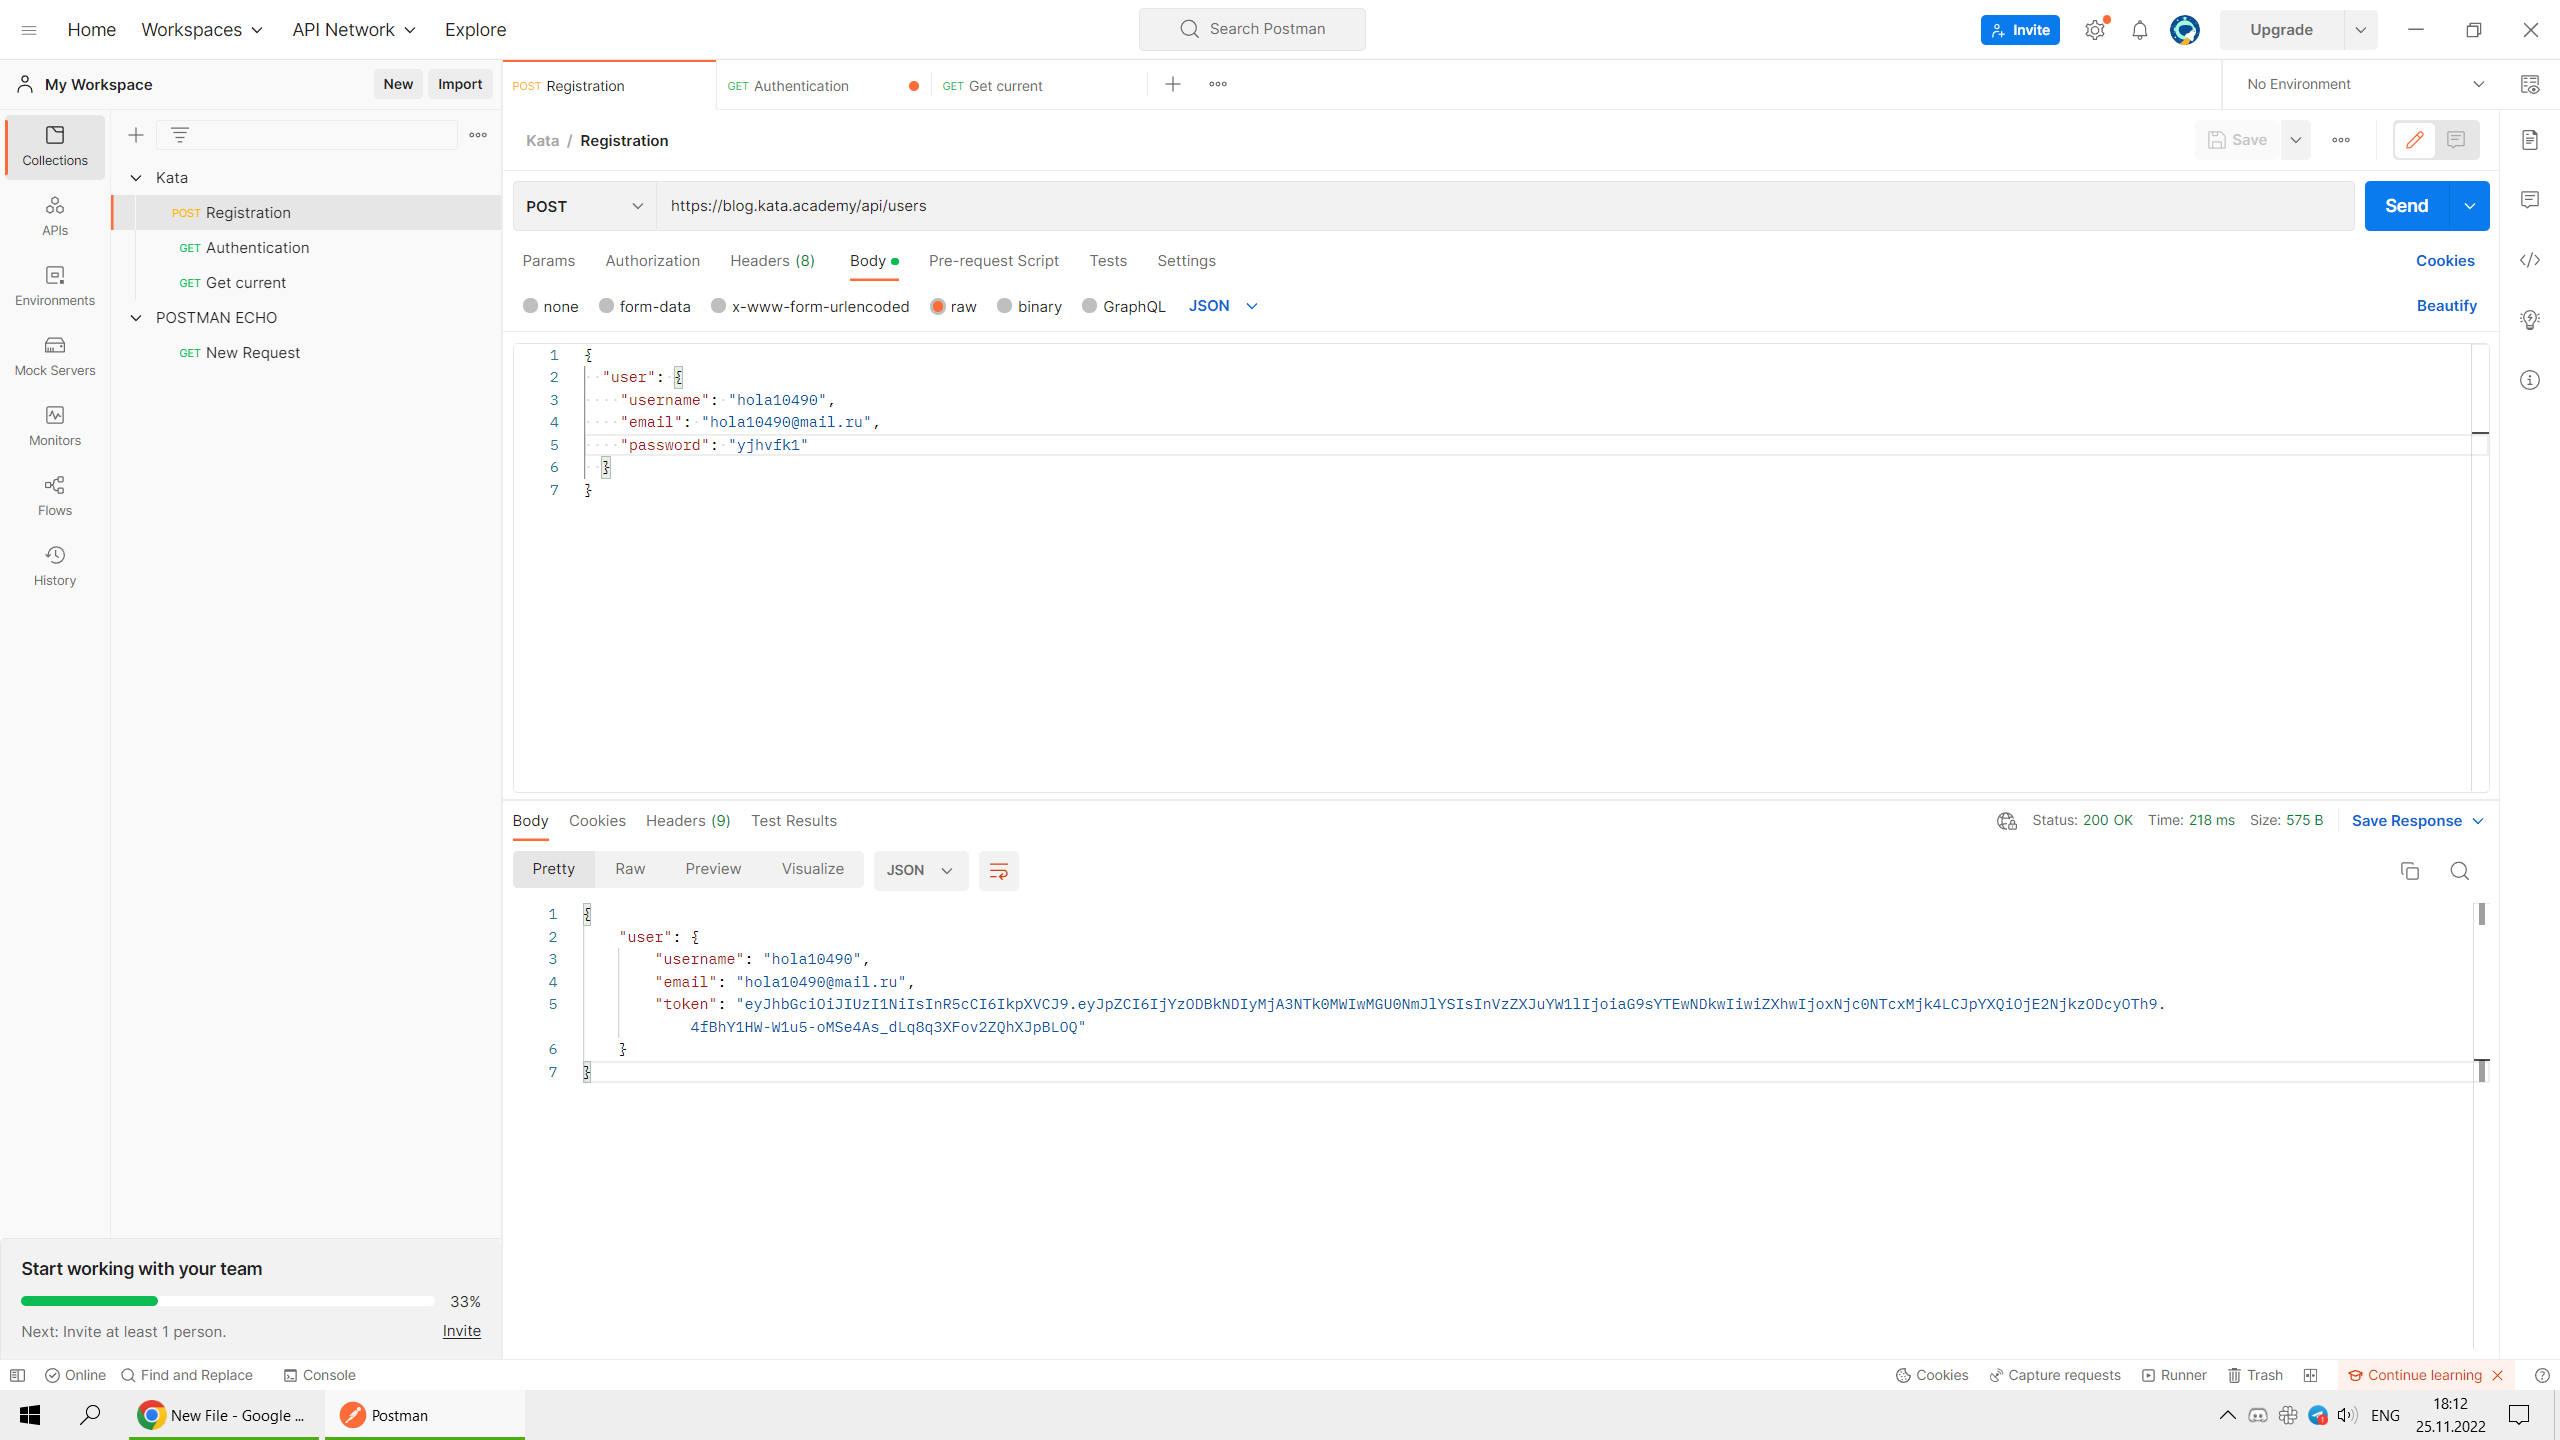 Home Workspaces API Network Explore Search Postman Invite Upgrade
My Workspace New Import POST Registration GET Authentication GET Get current No Environment
Kata / Registration Save
Collections
APIs
Environments
Mock Servers
Monitors
Flows
History
Kata
POST Registration
GET Authentication
GET Get current
POSTMAN ECHO
GET New Request
POST https://blog.kata.academy/api/users Send
Params Authorization Headers (8) Body Pre-request Script Tests Settings Cookies
none form-data x-www-form-urlencoded raw binary GraphQL JSON Beautify
1 {
2 "user": {
3 "username": "hola10490",
4 "email": "hola10490@mail.ru",
5 "password": "yjhvfk1"
6 }
7 }
Body Cookies Headers (9) Test Results Status: 200 OK Time: 218 ms Size: 575 B Save Response
Pretty Raw Preview Visualize JSON
1 {
2 "user": {
3 "username": "hola10490",
4 "email": "hola10490@mail.ru",
5 "token": "eyJhbGciOiJIUzI1NiIsInR5cCI6IkpXVCJ9.eyJpZCI6IjYzODBkNDIyMjA3NTk0MWIwMGU0NmJlYSIsInVzZXJuYW1lIjoiaG9sYTEwNDkwIiwiZXhwIjoxNjc0NTcxMjk4LCJpYXQiOjE2NjkzODcyOTh9.
4fBhY1HW-W1u5-oMSe4As_dLq8q3XFov2ZQhXJpBLOQ"
6 }
7 }
Start working with your team
33%
Next: Invite at least 1 person. Invite
Online Find and Replace Console Cookies Capture requests Runner Trash Continue learning
New File - Google ... Postman ENG 18:12
25.11.2022